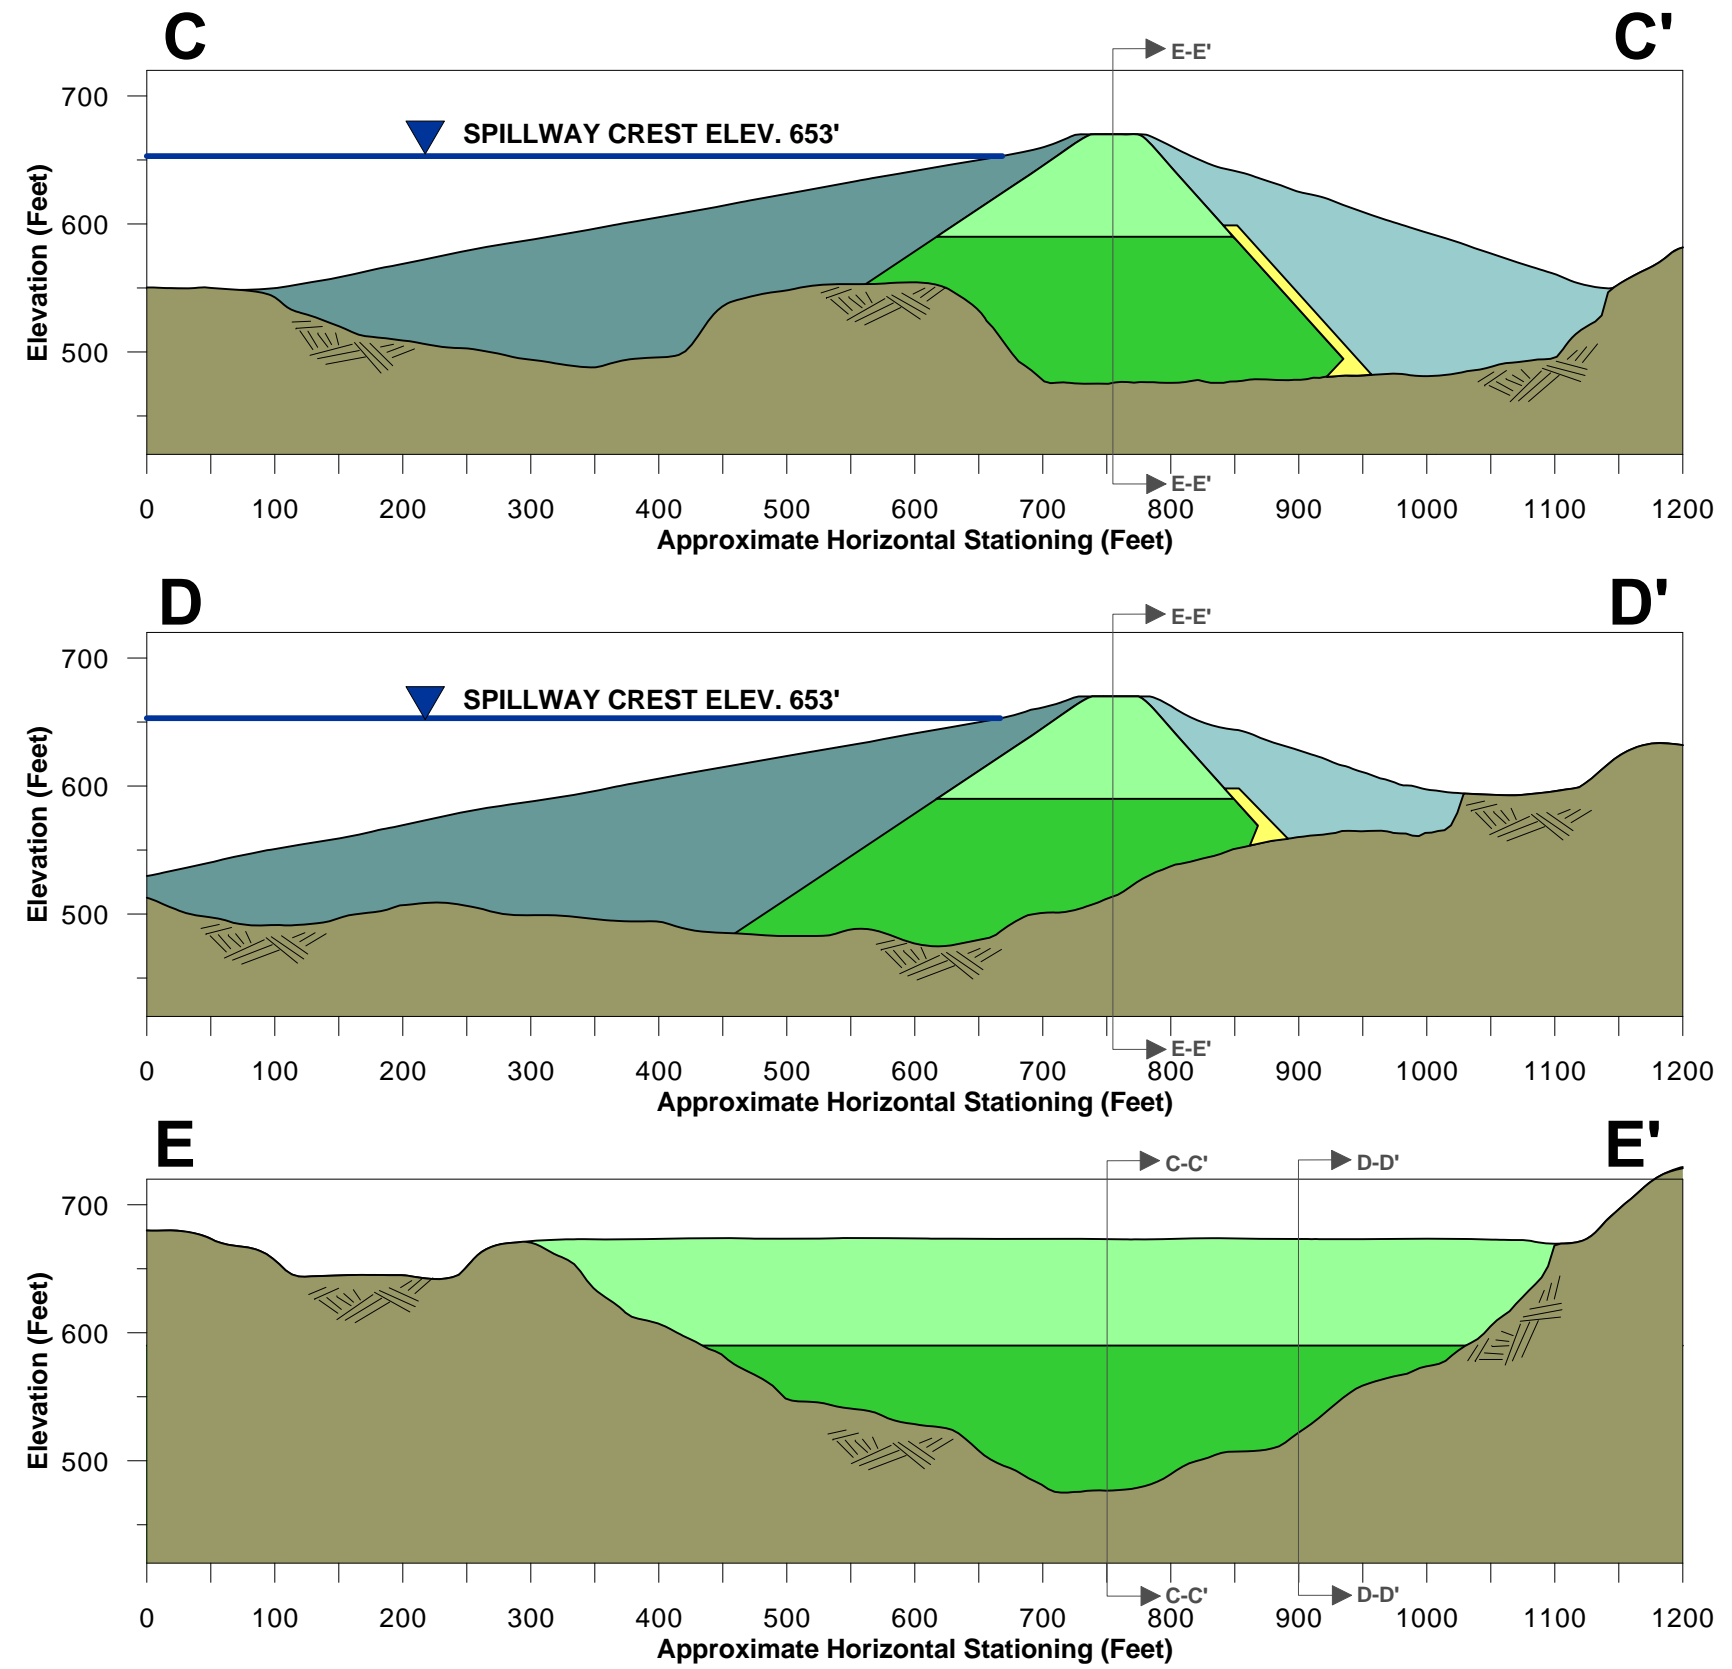 C C'
E-E'
700
SPILLWAY CREST ELEV. 653'
600
500
Elevation (Feet)
E-E'
0 100 200 300 400 500 600 700 800 900 1000 1100 1200
Approximate Horizontal Stationing (Feet)
D D'
E-E'
700
SPILLWAY CREST ELEV. 653'
600
500
Elevation (Feet)
E-E'
0 100 200 300 400 500 600 700 800 900 1000 1100 1200
Approximate Horizontal Stationing (Feet)
E E'
C-C' D-D'
700
600
500
Elevation (Feet)
C-C' D-D'
0 100 200 300 400 500 600 700 800 900 1000 1100 1200
Approximate Horizontal Stationing (Feet)